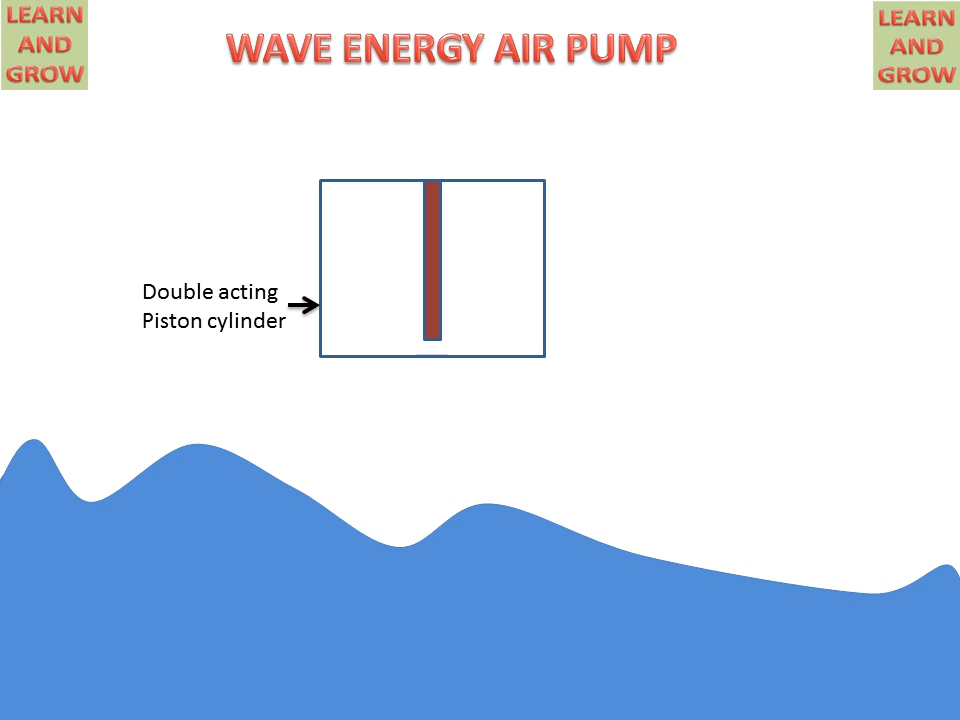 LEARN
AND
GROW
WAVE ENERGY AIR PUMP
LEARN
AND
GROW
Double acting
Piston cylinder